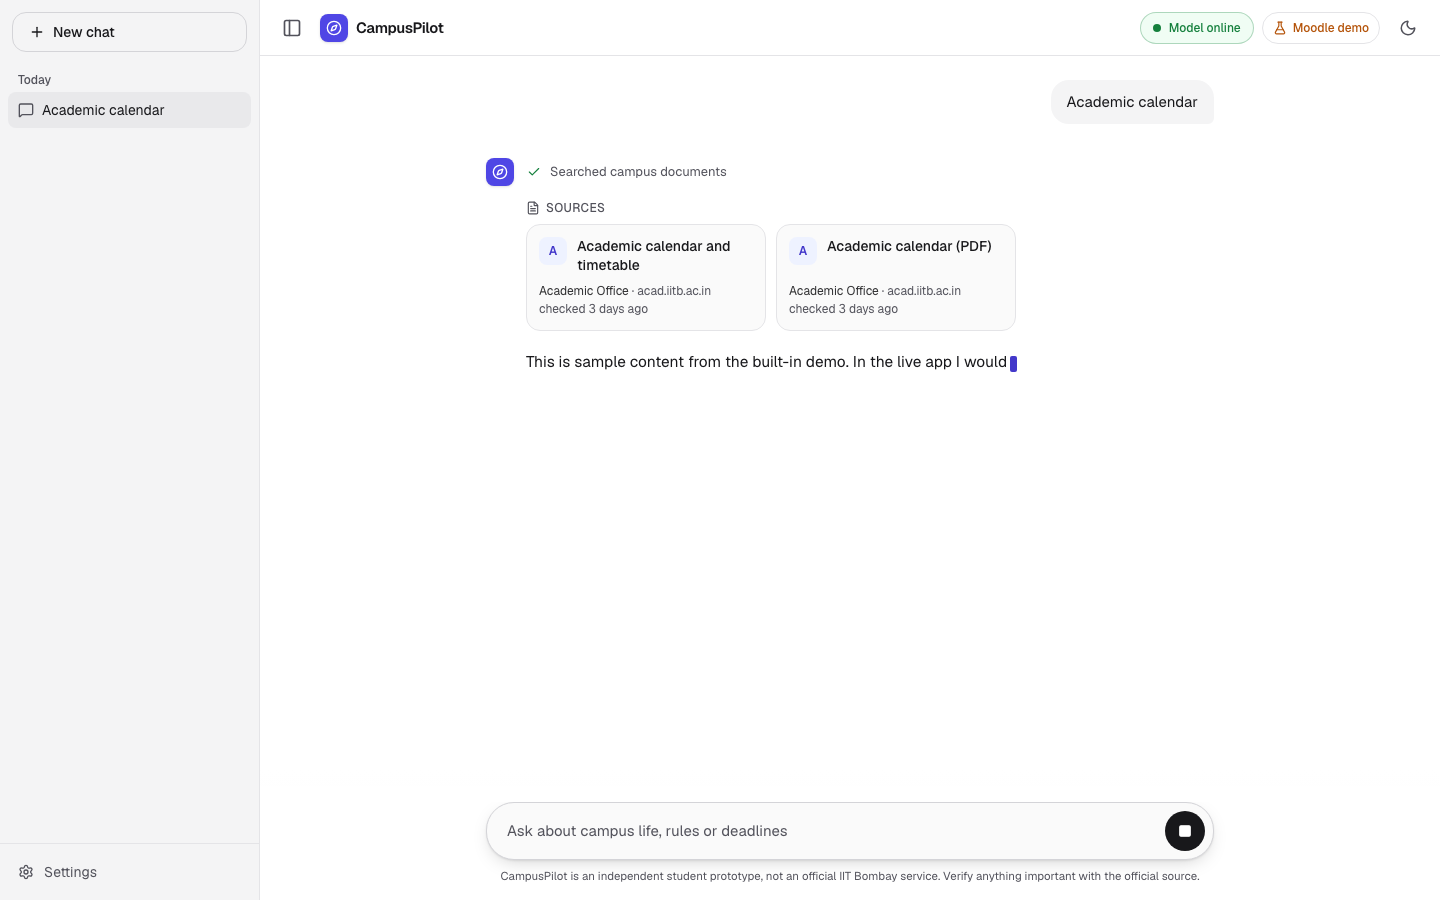 New chat
Today
Academic calendar
Settings
CampusPilot
Model online
Moodle demo
Academic calendar
Searched campus documents
SOURCES
A
Academic calendar and
timetable
Academic Office · acad.iitb.ac.in
checked 3 days ago
A
Academic calendar (PDF)
Academic Office · acad.iitb.ac.in
checked 3 days ago
This is sample content from the built-in demo. In the live app I would
Ask about campus life, rules or deadlines
CampusPilot is an independent student prototype, not an official IIT Bombay service. Verify anything important with the official source.